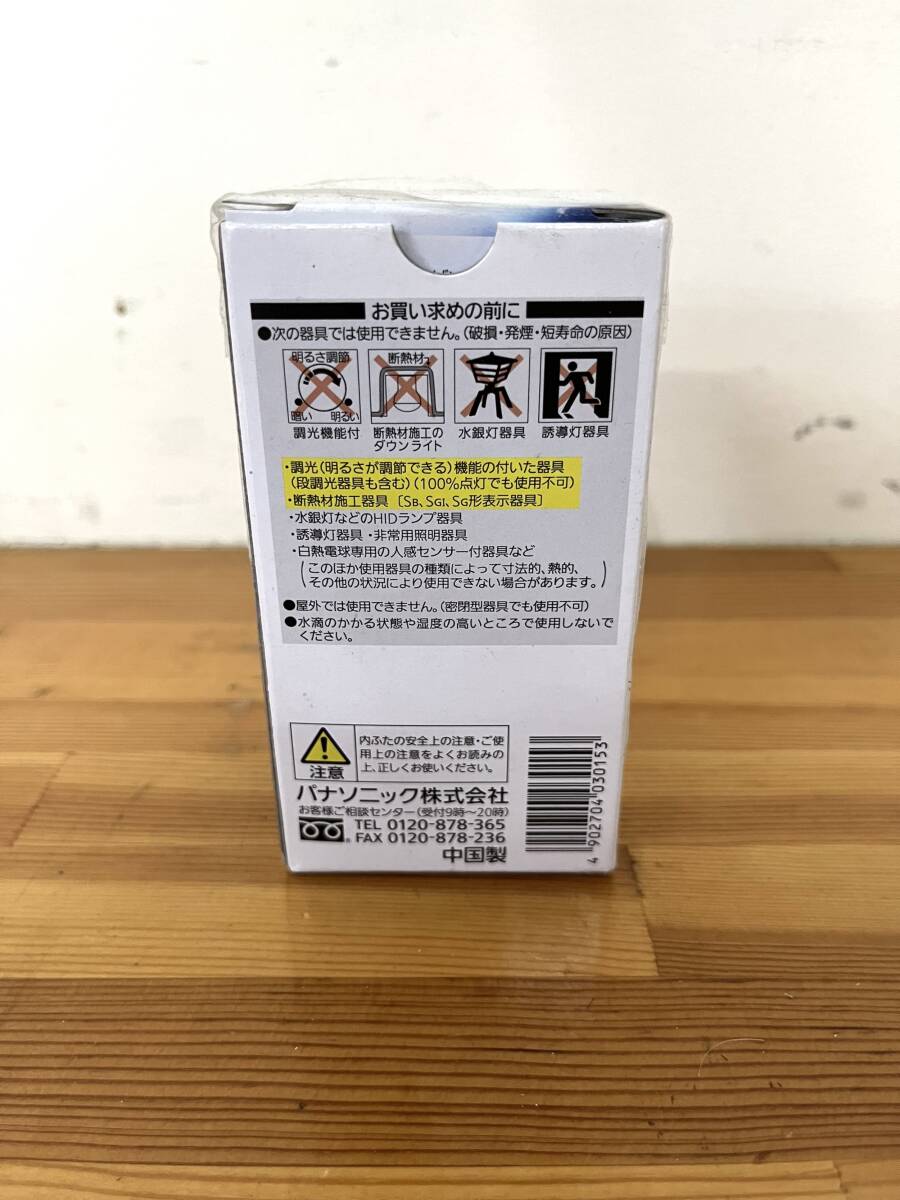 お買い求めの前に
●次の器具では使用できません。(破損・発煙・短寿命の原因)
明るさ調節
暗い 明るい
断熱材
調光機能付
断熱材施工の
ダウンライト
水銀灯器具
誘導灯器具
・調光(明るさが調節できる)機能の付いた器具
(段調光器具も含む)(100%点灯でも使用不可)
・断熱材施工器具〔SB、SGI、SG形表示器具〕
・水銀灯などのHIDランプ器具
・誘導灯器具・非常用照明器具
・白熱電球専用の人感センサー付器具など
(このほか使用器具の種類によって寸法的、熱的、
その他の状況により使用できない場合があります。)
●屋外では使用できません。(密閉型器具でも使用不可)
●水滴のかかる状態や湿度の高いところで使用しないで
ください。
注意
内ふたの安全上の注意・ご使
用上の注意をよくお読みの
上、正しくお使いください。
パナソニック株式会社
お客様ご相談センター(受付9時〜20時)
TEL 0120-878-365
FAX 0120-878-236
中国製
4 902704 030153